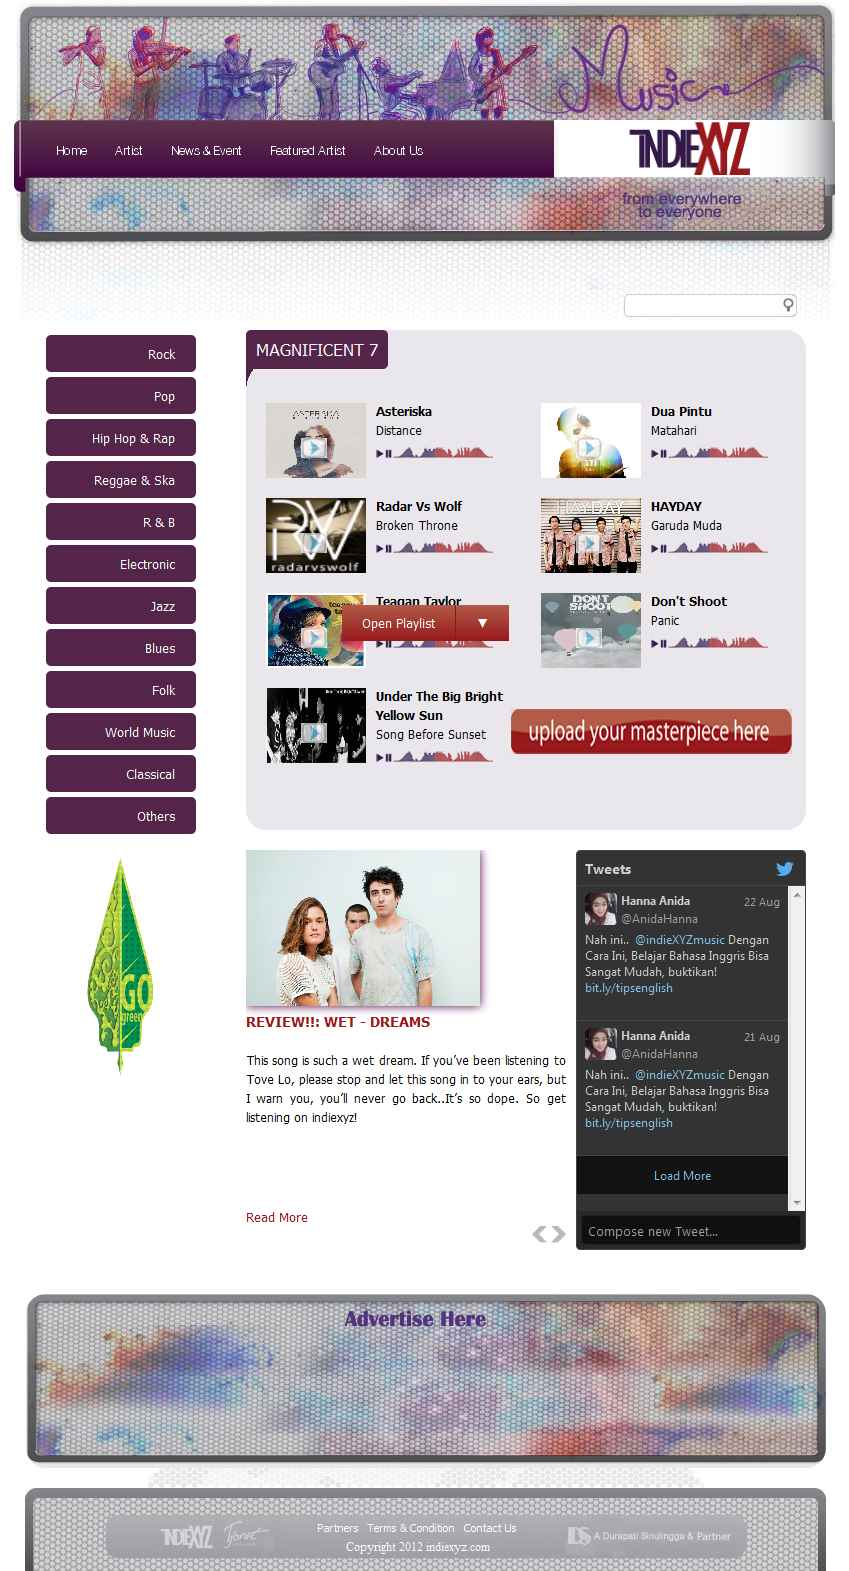 Music
INDIEXYZ
Home Artist News & Event Featured Artist About Us
from everywhere
to everyone
Rock
Pop
Hip Hop & Rap
Reggae & Ska
R & B
Electronic
Jazz
Blues
Folk
World Music
Classical
Others
MAGNIFICENT 7
ASTERISKA
Asteriska
Distance
Dua Pintu
Matahari
RW
radarvswolf
Radar Vs Wolf
Broken Throne
HAYDAY
HAYDAY
Garuda Muda
Teagan Taylor
Open Playlist ▼
DON'T
SHOOT
Don't Shoot
Panic
Under The Big Bright
Yellow Sun
Song Before Sunset
upload your masterpiece here
GO
green
REVIEW!!: WET - DREAMS
This song is such a wet dream. If you've been listening to
Tove Lo, please stop and let this song in to your ears, but
I warn you, you'll never go back..It's so dope. So get
listening on indiexyz!
Read More
Tweets
Hanna Anida 22 Aug
@AnidaHanna
Nah ini.. @indieXYZmusic Dengan
Cara Ini, Belajar Bahasa Inggris Bisa
Sangat Mudah, buktikan!
bit.ly/tipsenglish
Hanna Anida 21 Aug
@AnidaHanna
Nah ini.. @indieXYZmusic Dengan
Cara Ini, Belajar Bahasa Inggris Bisa
Sangat Mudah, buktikan!
bit.ly/tipsenglish
Load More
Compose new Tweet...
Advertise Here
INDIEXYZ
Partners Terms & Condition Contact Us
Copyright 2012 indiexyz.com
DS A Durapati Sinulingga & Partner